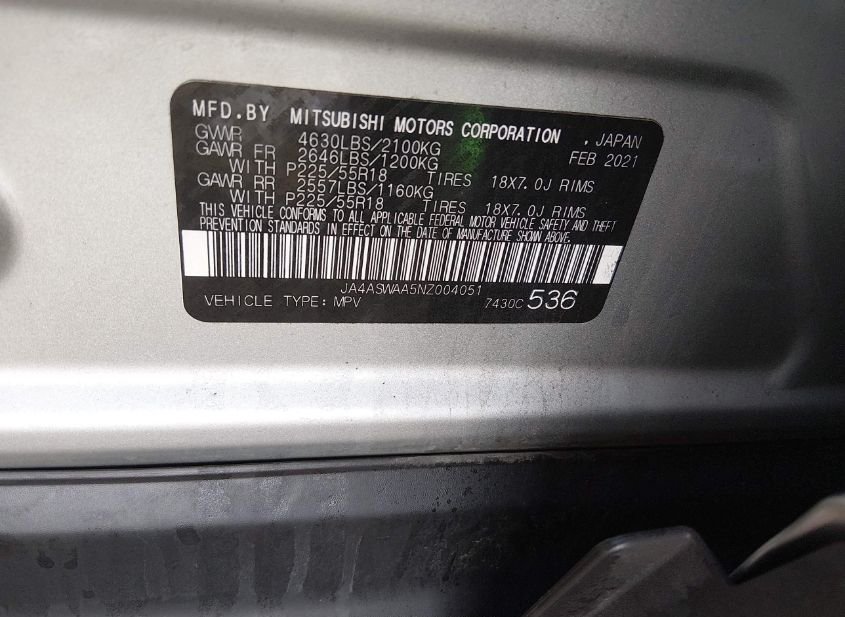 MFD.BY MITSUBISHI MOTORS CORPORATION , JAPAN
GVWR 4630LBS/2100KG FEB 2021
GAWR FR 2646LBS/1200KG
WITH P225/55R18 TIRES 18X7.0J RIMS
GAWR RR 2557LBS/1160KG
WITH P225/55R18 TIRES 18X7.0J RIMS
THIS VEHICLE CONFORMS TO ALL APPLICABLE FEDERAL MOTOR VEHICLE SAFETY AND THEFT
PREVENTION STANDARDS IN EFFECT ON THE DATE OF MANUFACTURE SHOWN ABOVE.
JA4ASWAA5NZ004051
VEHICLE TYPE: MPV 7430C 536